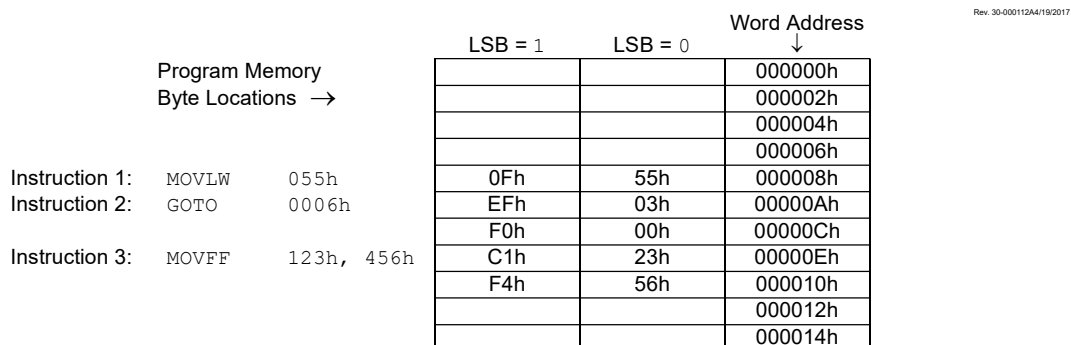 Rev. 30-000112A4/19/2017
Word Address
LSB = 1 LSB = 0 ↓
Program Memory 000000h
Byte Locations → 000002h
000004h
000006h
Instruction 1: MOVLW 055h 0Fh 55h 000008h
Instruction 2: GOTO 0006h EFh 03h 00000Ah
F0h 00h 00000Ch
Instruction 3: MOVFF 123h, 456h C1h 23h 00000Eh
F4h 56h 000010h
000012h
000014h